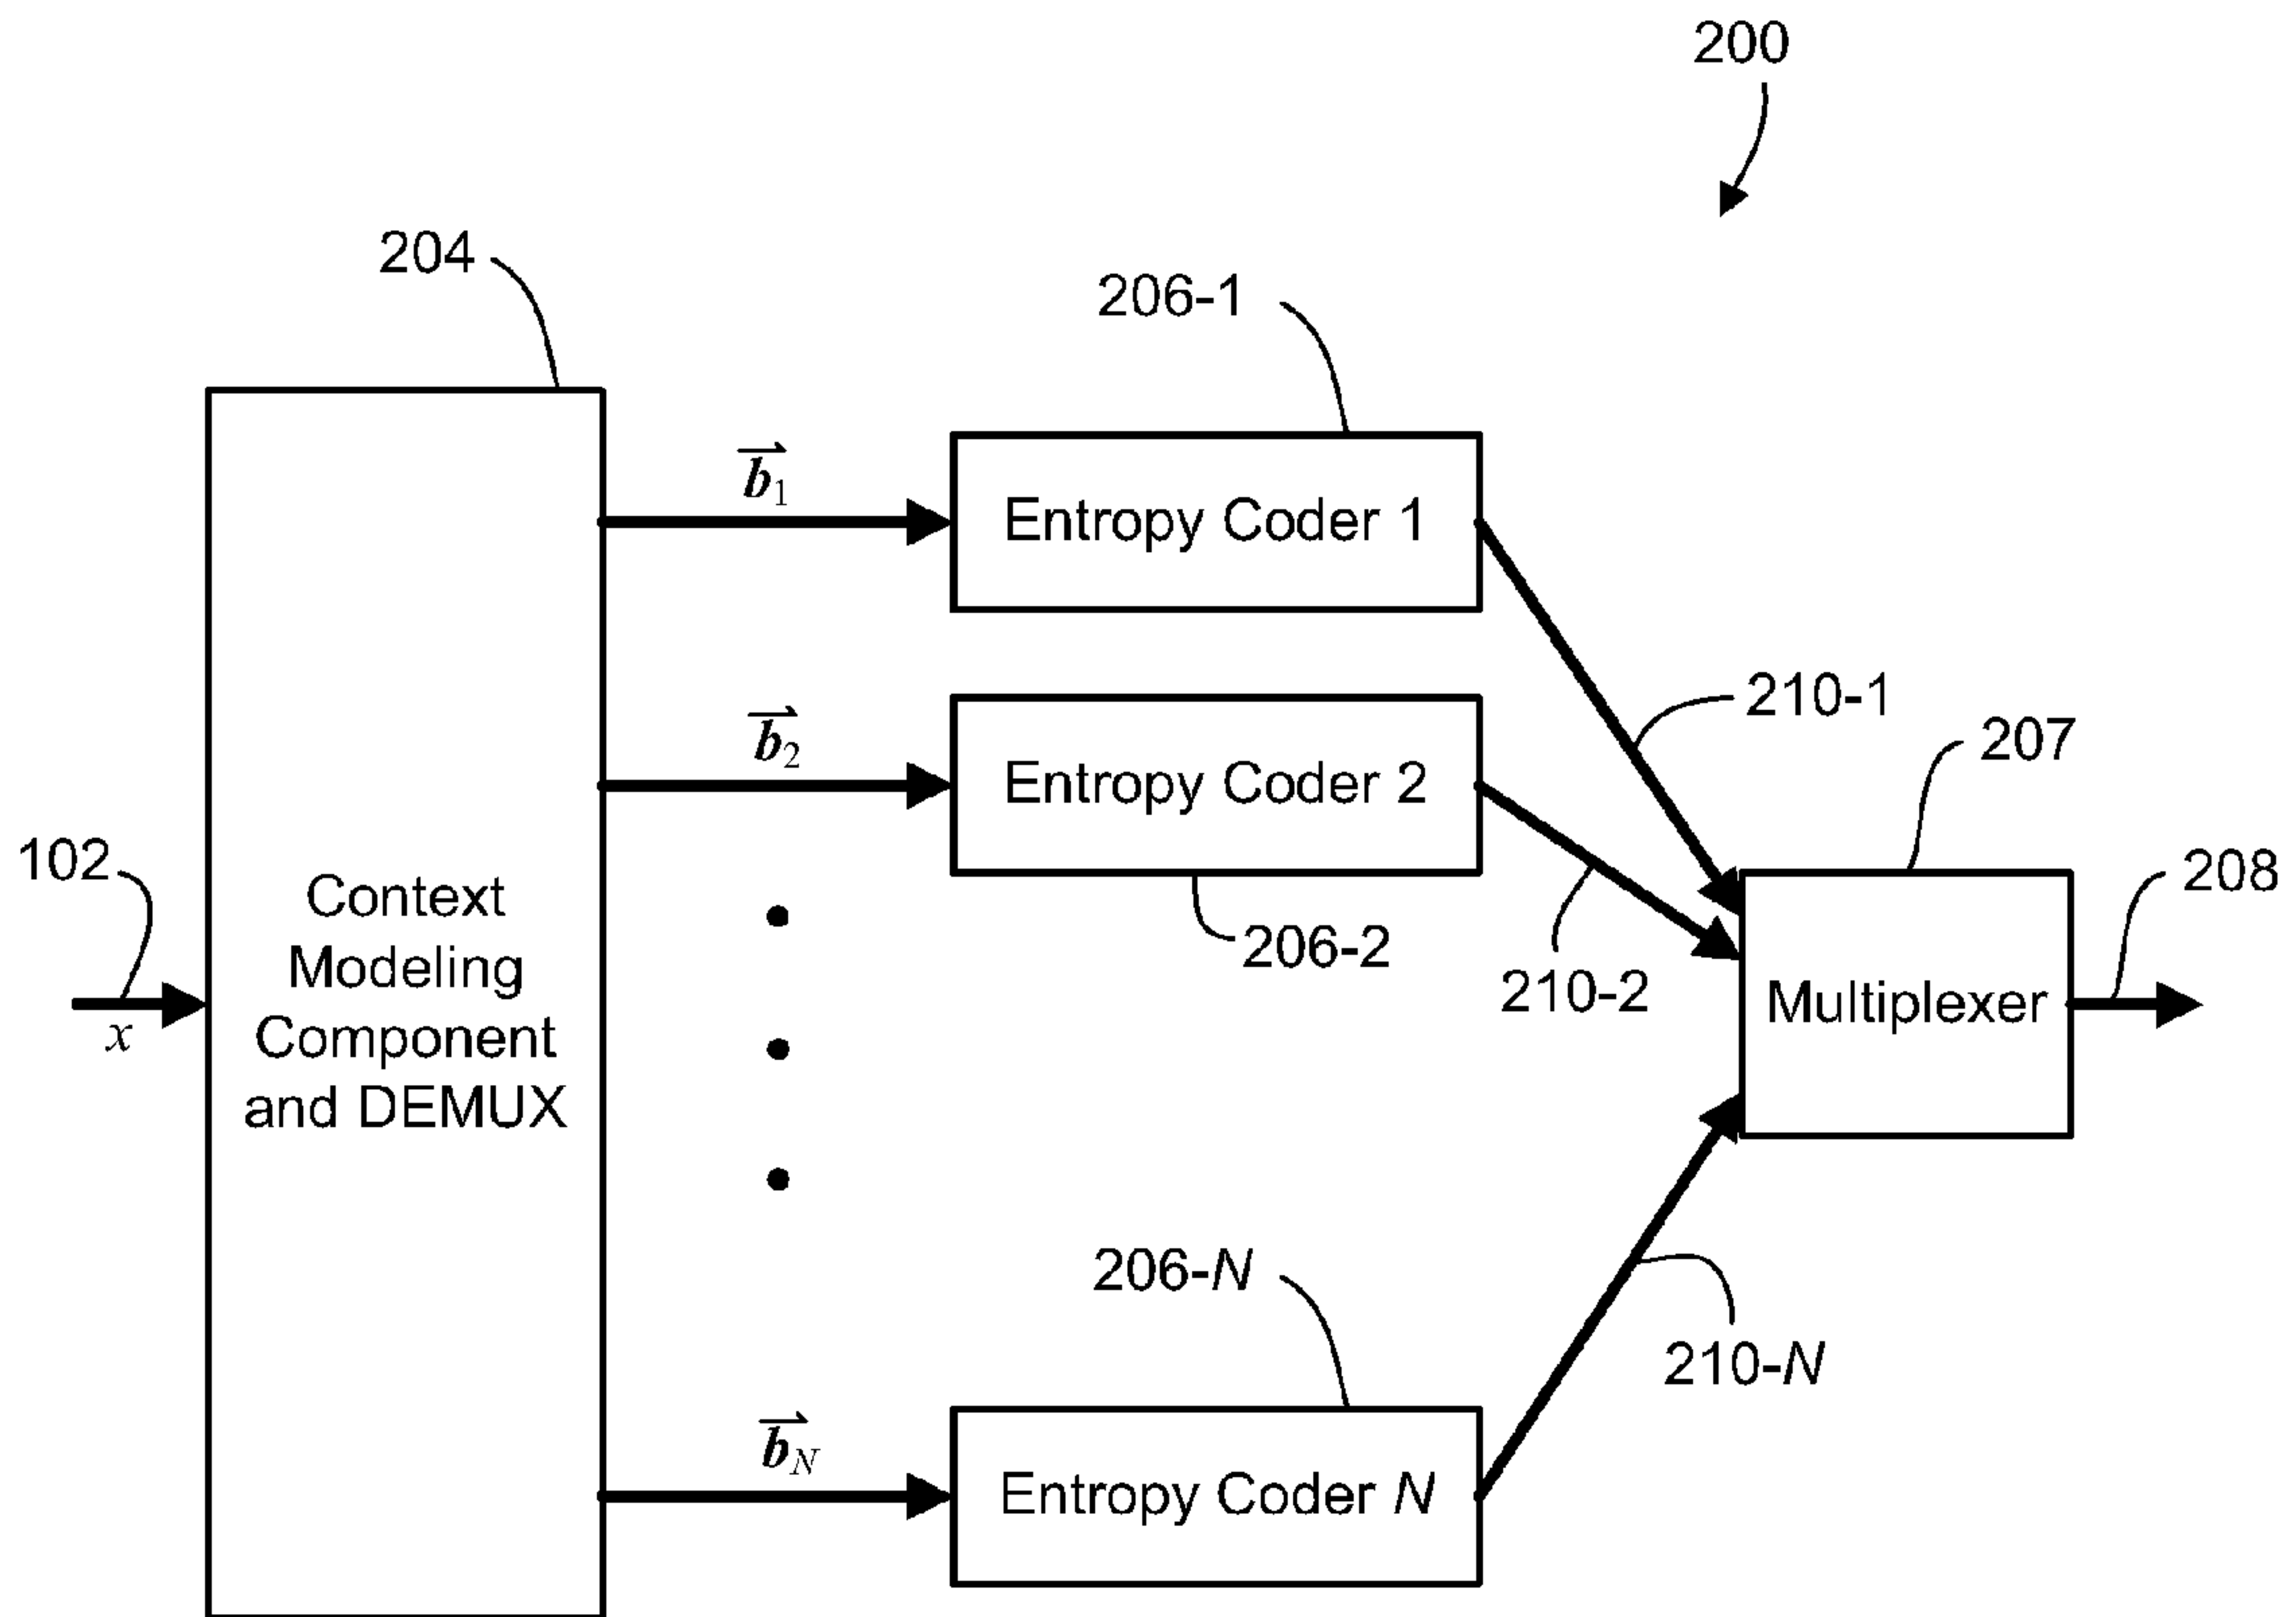 200
204
206-1
b⃗₁
Entropy Coder 1
210-1
207
b⃗₂
Entropy Coder 2
102
208
Context
Modeling
Component
and DEMUX
206-2
210-2
Multiplexer
x
206-N
210-N
b⃗N
Entropy Coder N